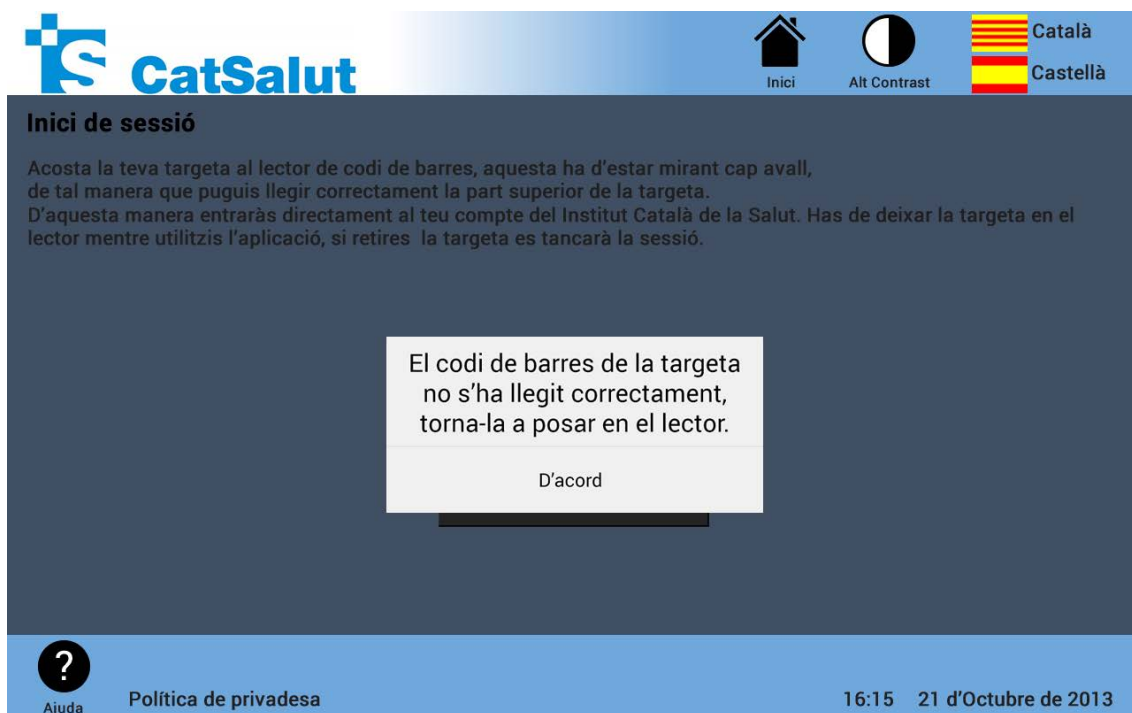 CatSalut
Inici
Alt Contrast
Català
Castellà
Inici de sessió
Acosta la teva targeta al lector de codi de barres, aquesta ha d'estar mirant cap avall,
de tal manera que puguis llegir correctament la part superior de la targeta.
D'aquesta manera entraràs directament al teu compte del Institut Català de la Salut. Has de deixar la targeta en el
lector mentre utilitzis l'aplicació, si retires la targeta es tancarà la sessió.
El codi de barres de la targeta
no s'ha llegit correctament,
torna-la a posar en el lector.
D'acord
?
Ajuda
Política de privadesa
16:15 21 d'Octubre de 2013